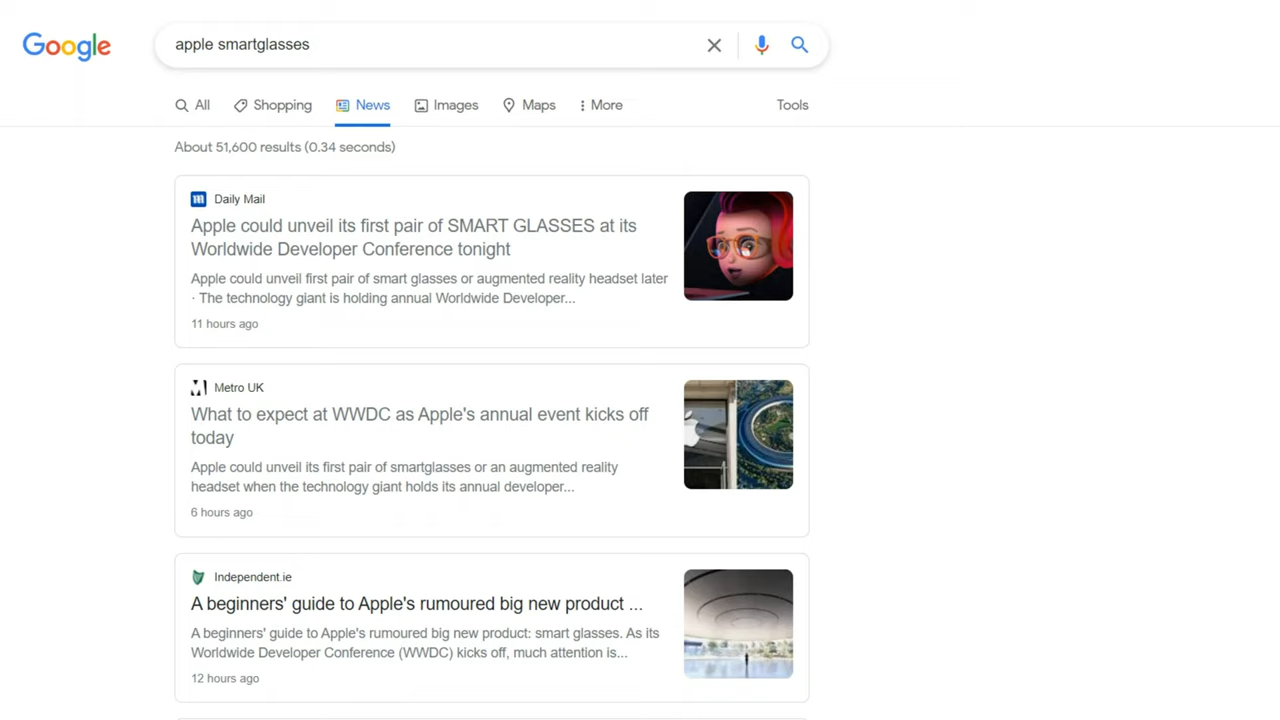 Google
apple smartglasses
All
Shopping
News
Images
Maps
More
Tools
About 51,600 results (0.34 seconds)
Daily Mail
Apple could unveil its first pair of SMART GLASSES at its
Worldwide Developer Conference tonight
Apple could unveil first pair of smart glasses or augmented reality headset later
· The technology giant is holding annual Worldwide Developer...
11 hours ago
Metro UK
What to expect at WWDC as Apple's annual event kicks off
today
Apple could unveil its first pair of smartglasses or an augmented reality
headset when the technology giant holds its annual developer...
6 hours ago
Independent.ie
A beginners' guide to Apple's rumoured big new product ...
A beginners' guide to Apple's rumoured big new product: smart glasses. As its
Worldwide Developer Conference (WWDC) kicks off, much attention is...
12 hours ago